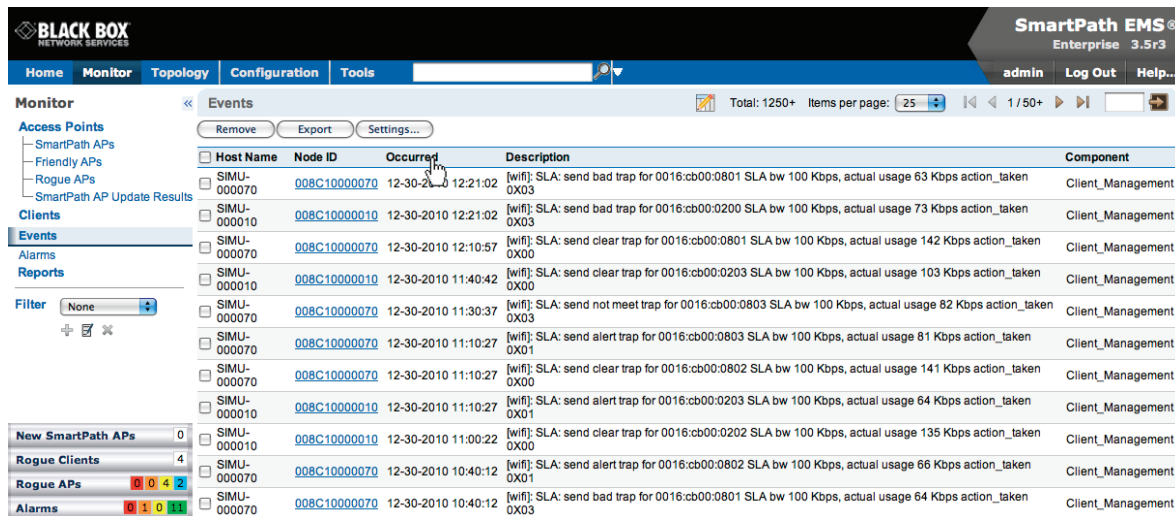 BLACK BOX
NETWORK SERVICES
SmartPath EMS®
Enterprise 3.5r3
Home Monitor Topology Configuration Tools
admin Log Out Help...
Monitor «
Access Points
SmartPath APs
Friendly APs
Rogue APs
SmartPath AP Update Results
Clients
Events
Alarms
Reports
Filter None
New SmartPath APs 0
Rogue Clients 4
Rogue APs 0 0 4 2
Alarms 0 1 0 11
Events Total: 1250+ Items per page: 25 1 / 50+
Remove Export Settings...
Host Name Node ID Occurred Description Component
SIMU-
000070 008C10000070 12-30-2010 12:21:02 [wifi]: SLA: send bad trap for 0016:cb00:0801 SLA bw 100 Kbps, actual usage 63 Kbps action_taken
0X03 Client_Management
SIMU-
000010 008C10000010 12-30-2010 12:21:02 [wifi]: SLA: send bad trap for 0016:cb00:0200 SLA bw 100 Kbps, actual usage 73 Kbps action_taken
0X03 Client_Management
SIMU-
000070 008C10000070 12-30-2010 12:10:57 [wifi]: SLA: send clear trap for 0016:cb00:0801 SLA bw 100 Kbps, actual usage 142 Kbps action_taken
0X00 Client_Management
SIMU-
000010 008C10000010 12-30-2010 11:40:42 [wifi]: SLA: send clear trap for 0016:cb00:0203 SLA bw 100 Kbps, actual usage 103 Kbps action_taken
0X00 Client_Management
SIMU-
000070 008C10000070 12-30-2010 11:30:37 [wifi]: SLA: send not meet trap for 0016:cb00:0803 SLA bw 100 Kbps, actual usage 82 Kbps action_taken
0X03 Client_Management
SIMU-
000070 008C10000070 12-30-2010 11:10:27 [wifi]: SLA: send alert trap for 0016:cb00:0803 SLA bw 100 Kbps, actual usage 81 Kbps action_taken
0X01 Client_Management
SIMU-
000070 008C10000070 12-30-2010 11:10:27 [wifi]: SLA: send clear trap for 0016:cb00:0802 SLA bw 100 Kbps, actual usage 141 Kbps action_taken
0X00 Client_Management
SIMU-
000010 008C10000010 12-30-2010 11:10:27 [wifi]: SLA: send alert trap for 0016:cb00:0203 SLA bw 100 Kbps, actual usage 64 Kbps action_taken
0X01 Client_Management
SIMU-
000010 008C10000010 12-30-2010 11:00:22 [wifi]: SLA: send clear trap for 0016:cb00:0202 SLA bw 100 Kbps, actual usage 135 Kbps action_taken
0X00 Client_Management
SIMU-
000070 008C10000070 12-30-2010 10:40:12 [wifi]: SLA: send alert trap for 0016:cb00:0802 SLA bw 100 Kbps, actual usage 66 Kbps action_taken
0X01 Client_Management
SIMU-
000070 008C10000070 12-30-2010 10:40:12 [wifi]: SLA: send bad trap for 0016:cb00:0801 SLA bw 100 Kbps, actual usage 64 Kbps action_taken
0X03 Client_Management